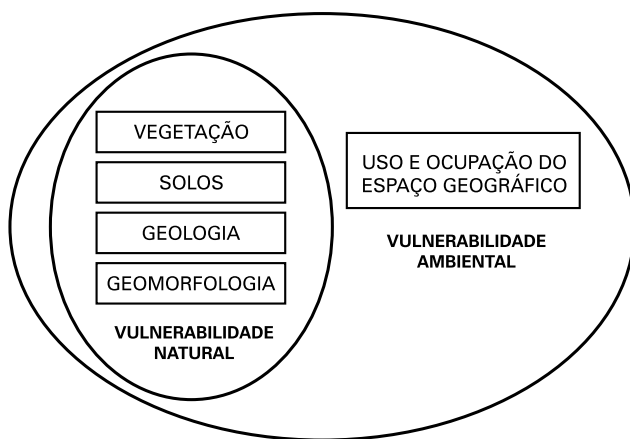 VEGETAÇÃO
SOLOS
GEOLOGIA
GEOMORFOLOGIA
VULNERABILIDADE
NATURAL
USO E OCUPAÇÃO DO
ESPAÇO GEOGRÁFICO
VULNERABILIDADE
AMBIENTAL